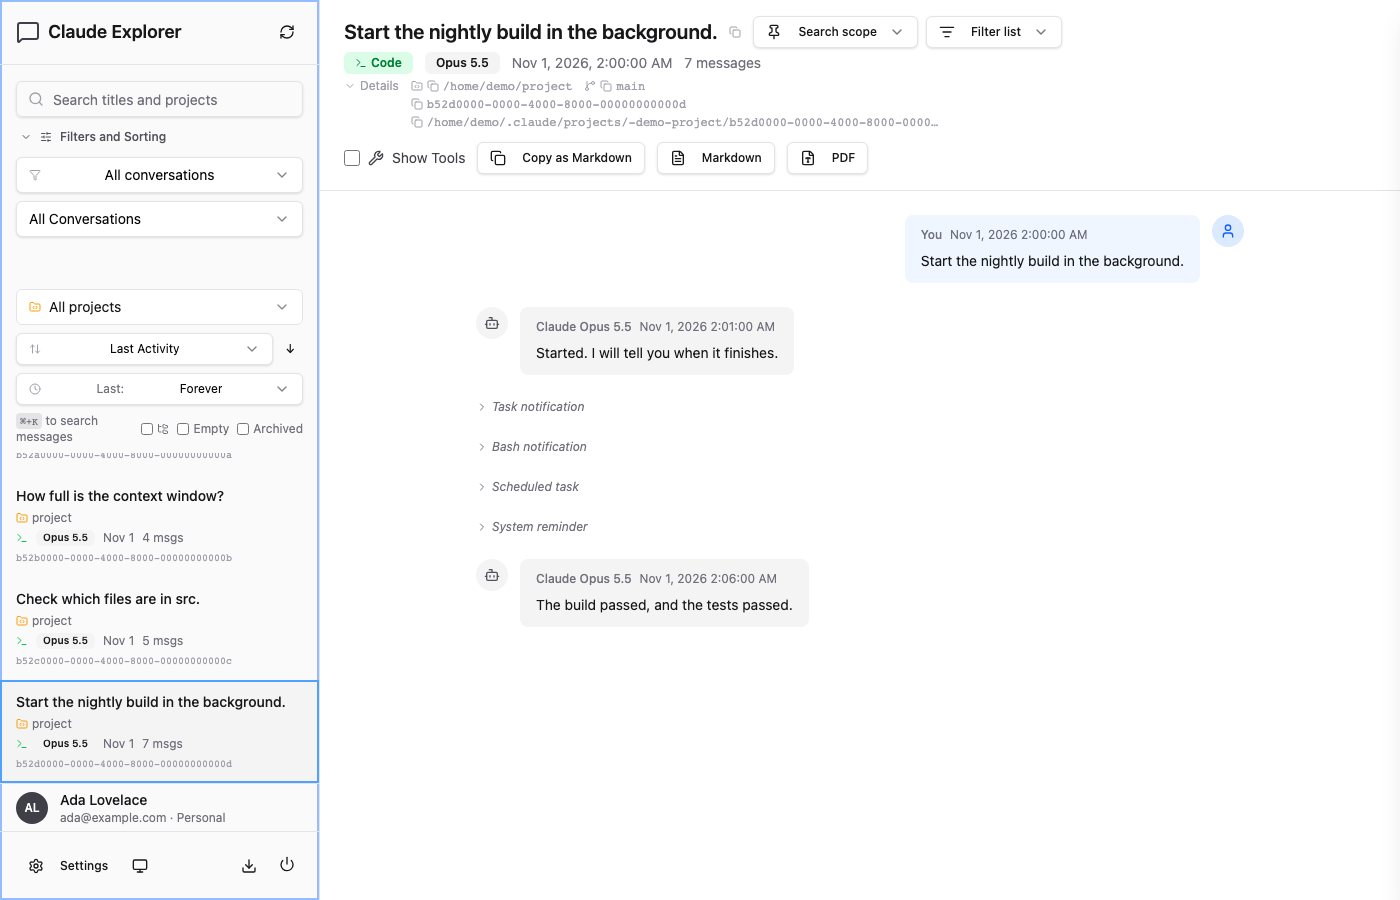 Claude Explorer
Search titles and projects
Filters and Sorting
All conversations
All Conversations
All projects
Last Activity
Last: Forever
⌘+K to search messages
Empty
Archived
b52a0000-0000-4000-8000-00000000000a
How full is the context window?
project
Opus 5.5 Nov 1 4 msgs
b52b0000-0000-4000-8000-00000000000b
Check which files are in src.
project
Opus 5.5 Nov 1 5 msgs
b52c0000-0000-4000-8000-00000000000c
Start the nightly build in the background.
project
Opus 5.5 Nov 1 7 msgs
b52d0000-0000-4000-8000-00000000000d
AL
Ada Lovelace
ada@example.com · Personal
Settings
Start the nightly build in the background.
Search scope
Filter list
Code Opus 5.5 Nov 1, 2026, 2:00:00 AM 7 messages
Details /home/demo/project main
b52d0000-0000-4000-8000-00000000000d
/home/demo/.claude/projects/-demo-project/b52d0000-0000-4000-8000-0000…
Show Tools
Copy as Markdown
Markdown
PDF
You Nov 1, 2026 2:00:00 AM
Start the nightly build in the background.
Claude Opus 5.5 Nov 1, 2026 2:01:00 AM
Started. I will tell you when it finishes.
Task notification
Bash notification
Scheduled task
System reminder
Claude Opus 5.5 Nov 1, 2026 2:06:00 AM
The build passed, and the tests passed.